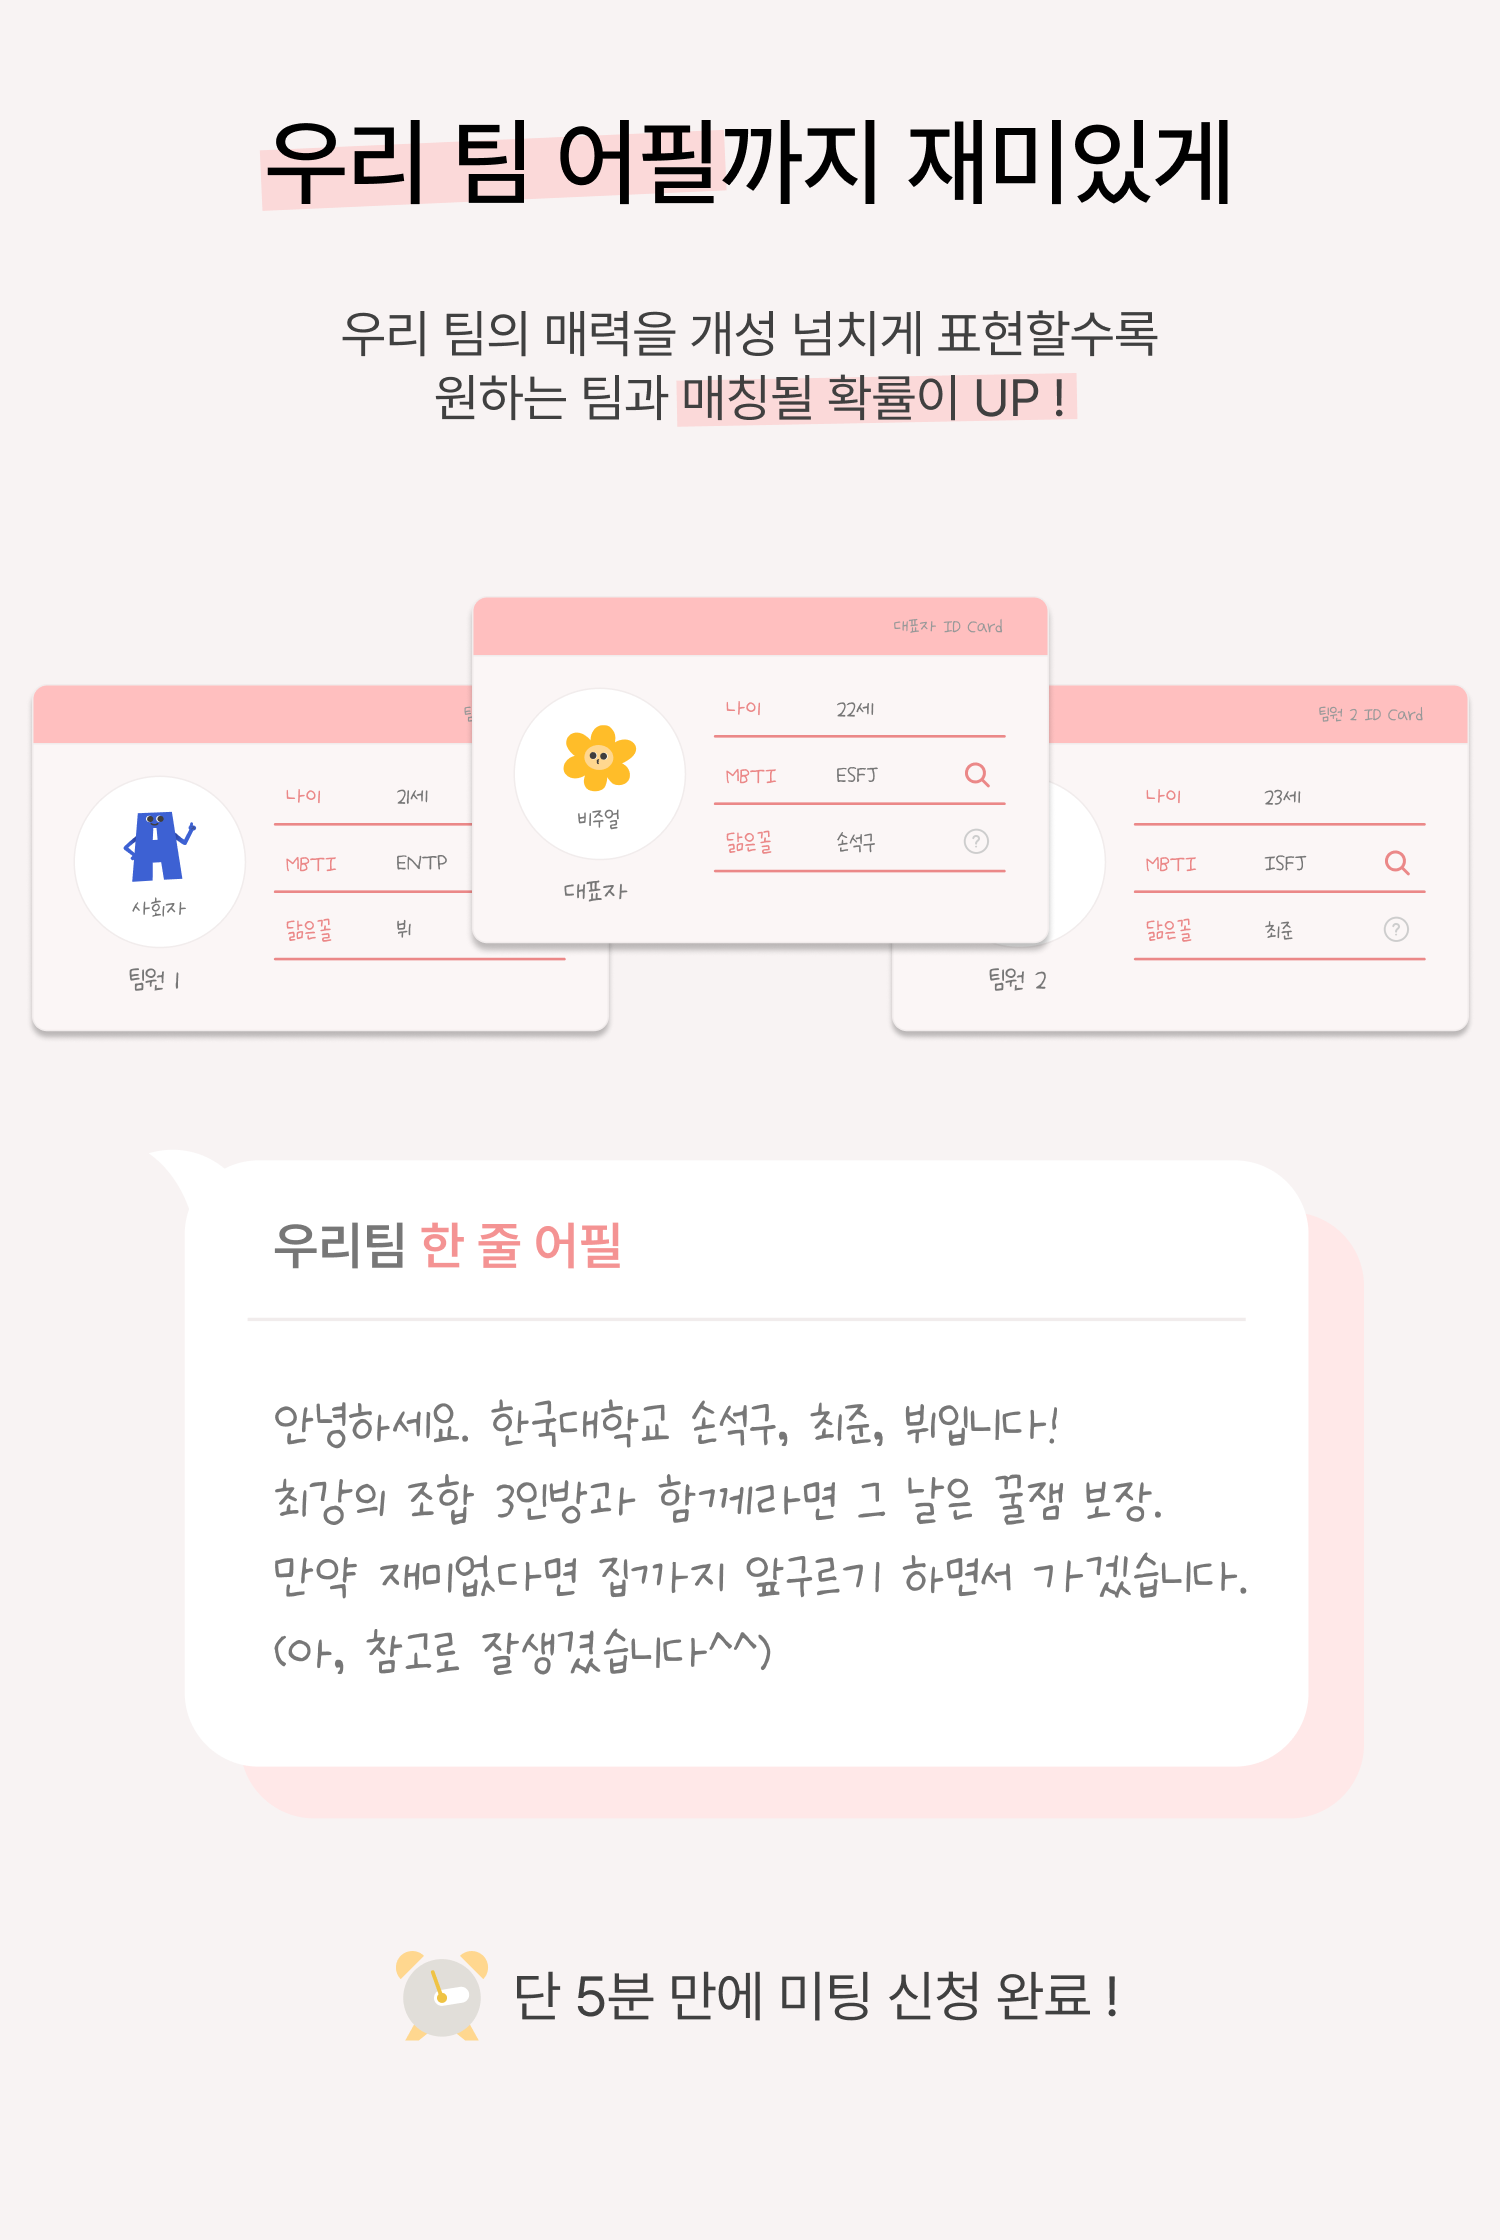 우리 팀 어필까지 재미있게
우리 팀의 매력을 개성 넘치게 표현할수록
원하는 팀과 매칭될 확률이 UP !
대표자 ID Card
나이 22세
MBTI ESFJ
닮은꼴 손석구 ?
비주얼
대표자
나이 21세
MBTI ENTP
닮은꼴 뷔
사회자
팀원 1
팀원 2 ID Card
나이 23세
MBTI ISFJ
닮은꼴 최준 ?
팀원 2
우리팀 한 줄 어필
안녕하세요. 한국대학교 손석구, 최준, 뷔입니다!
최강의 조합 3인방과 함께라면 그 날은 꿀잼 보장.
만약 재미없다면 집까지 앞구르기 하면서 가겠습니다.
(아, 참고로 잘생겼습니다^^)
단 5분 만에 미팅 신청 완료 !